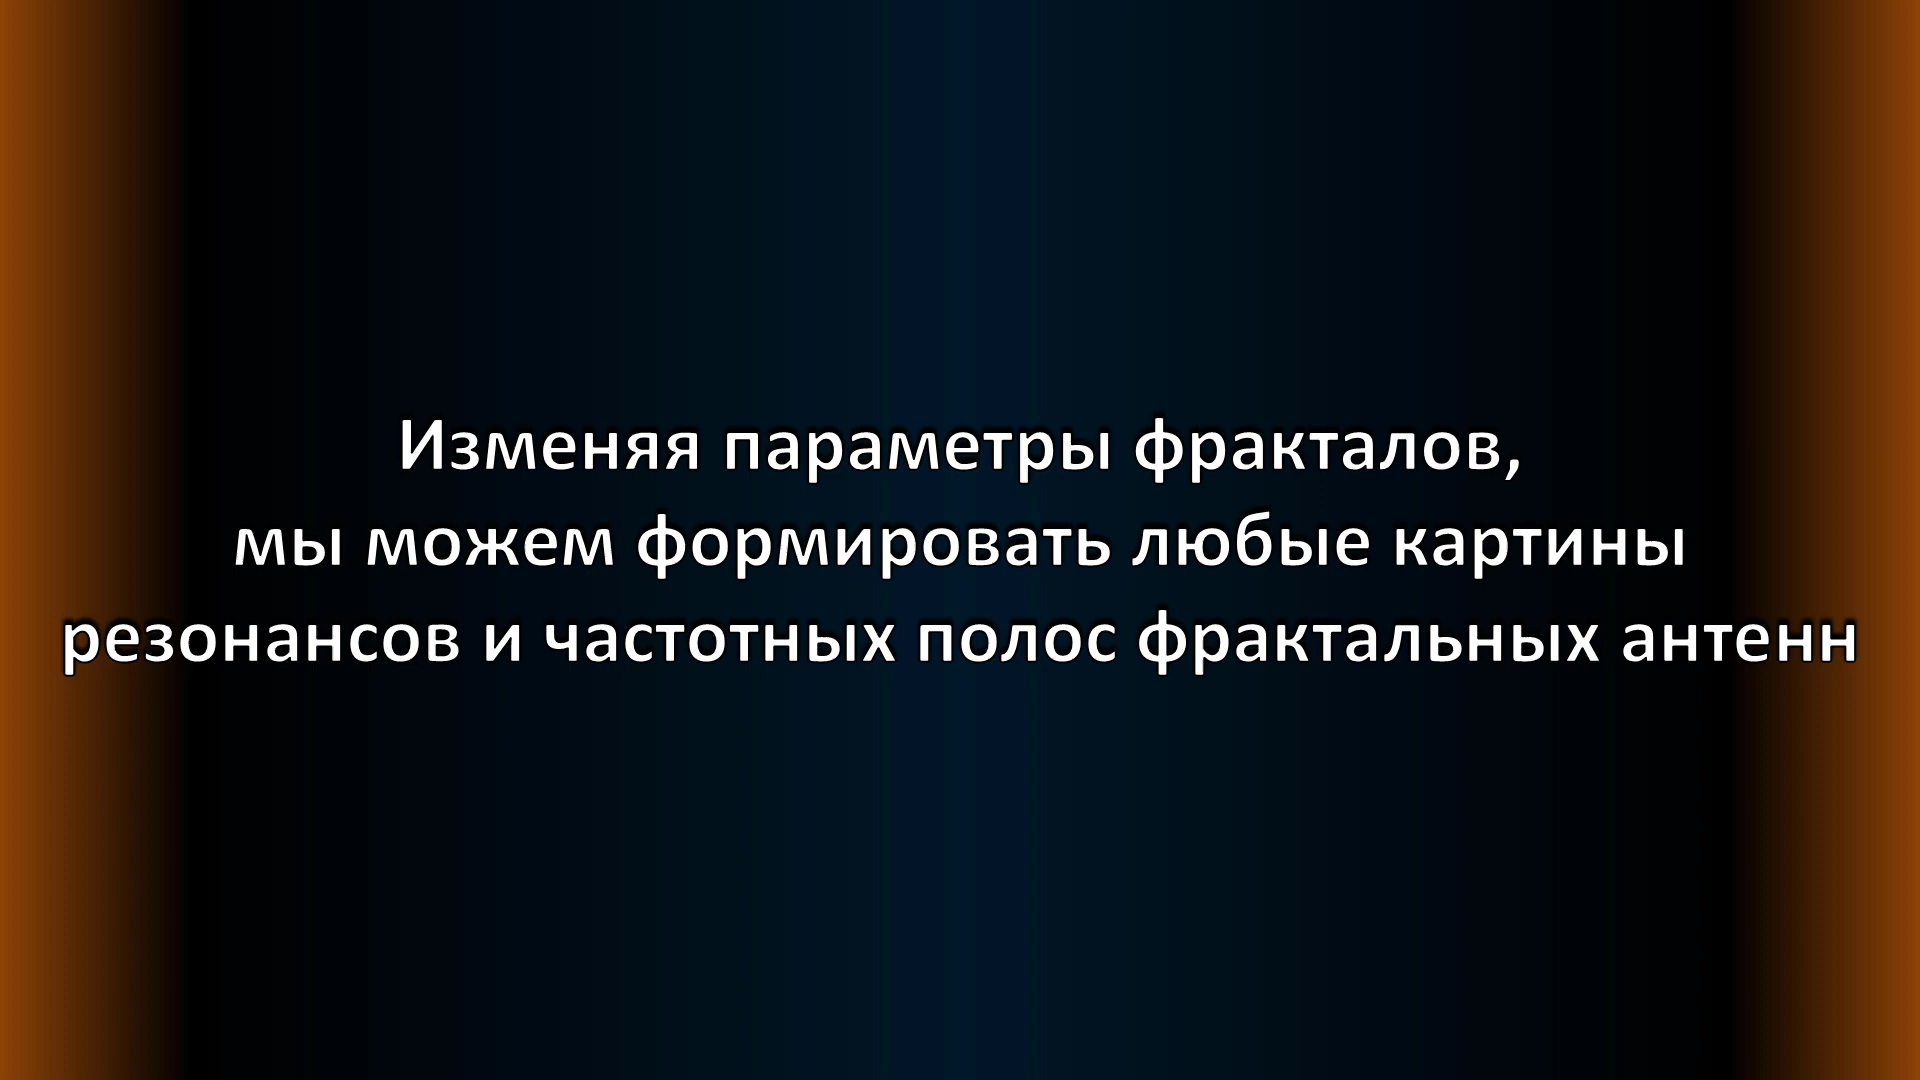 Изменяя параметры фракталов,
мы можем формировать любые картины
резонансов и частотных полос фрактальных антенн